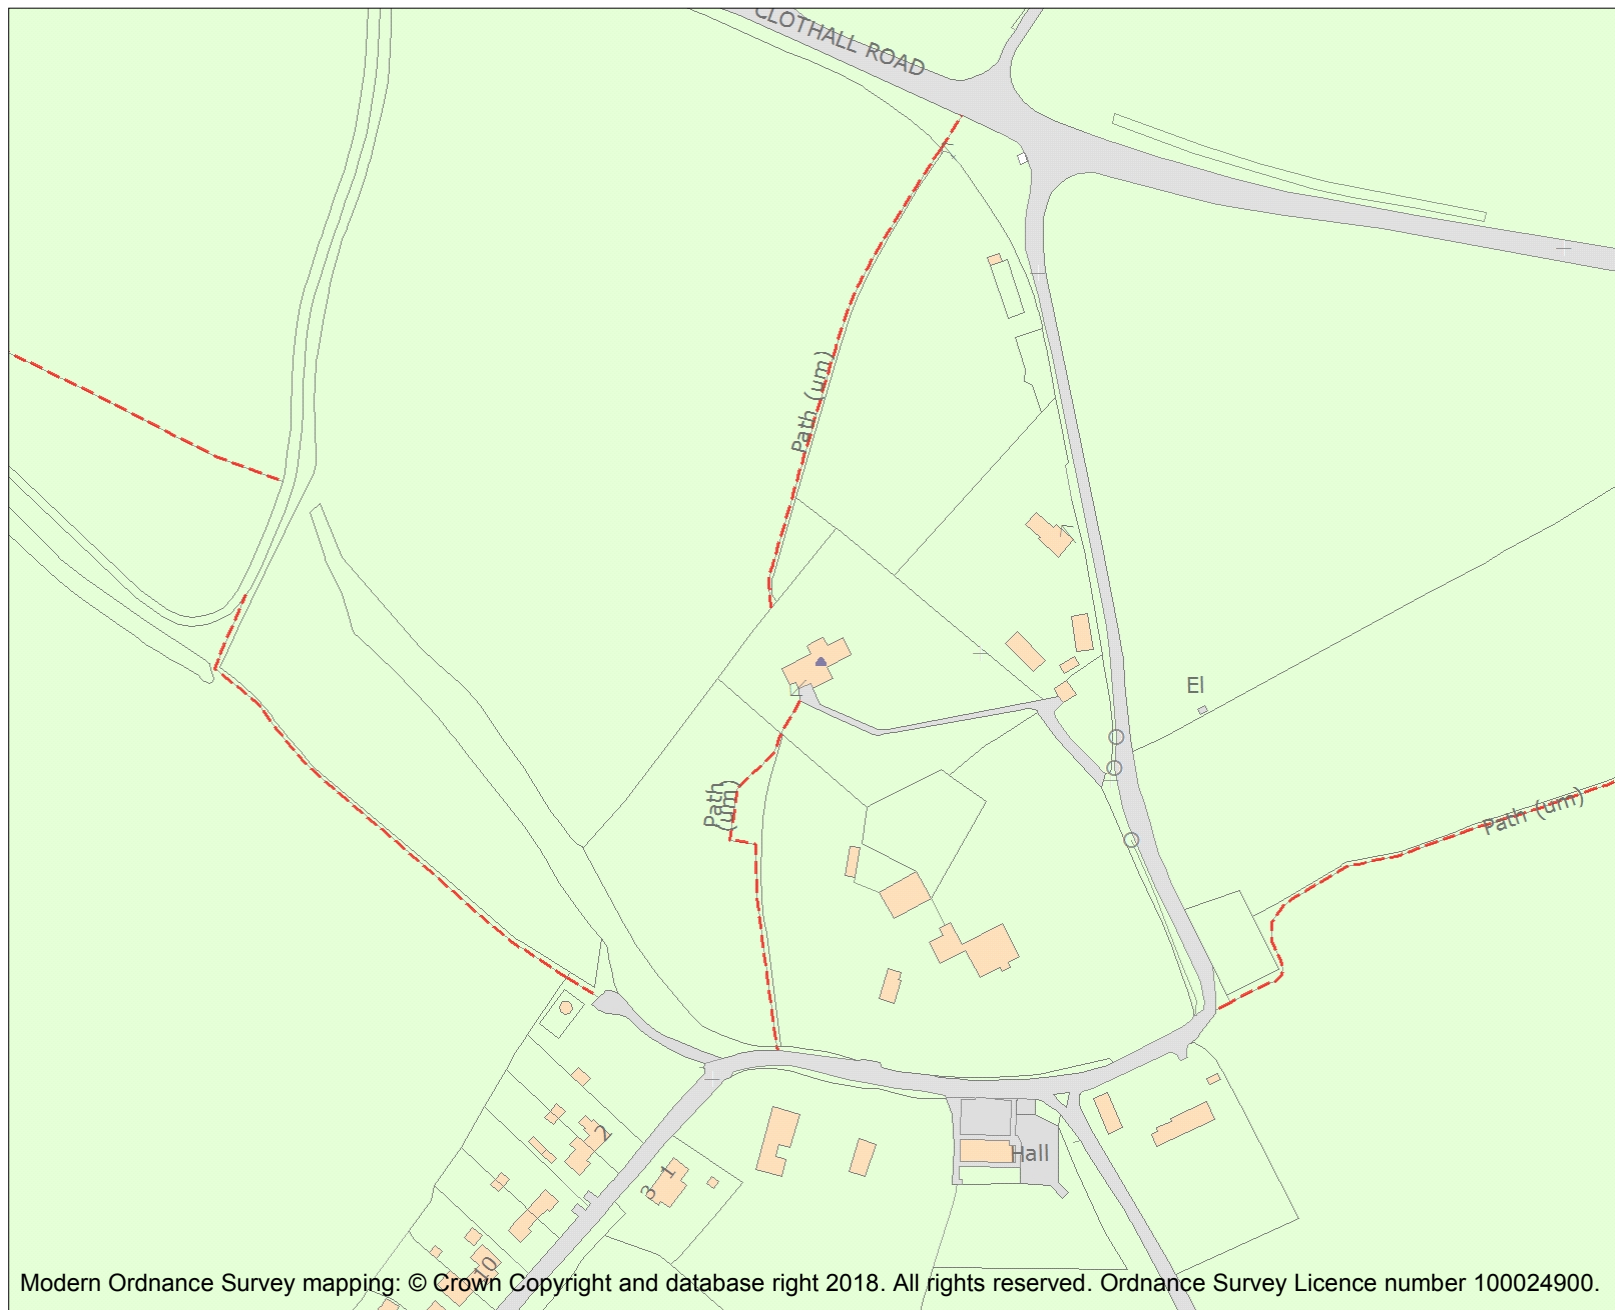 CLOTHALL ROAD
Path (um)
El
Path
(um)
Path (um)
Hall
2
1
3
10
Modern Ordnance Survey mapping: © Crown Copyright and database right 2018. All rights reserved. Ordnance Survey Licence number 100024900.